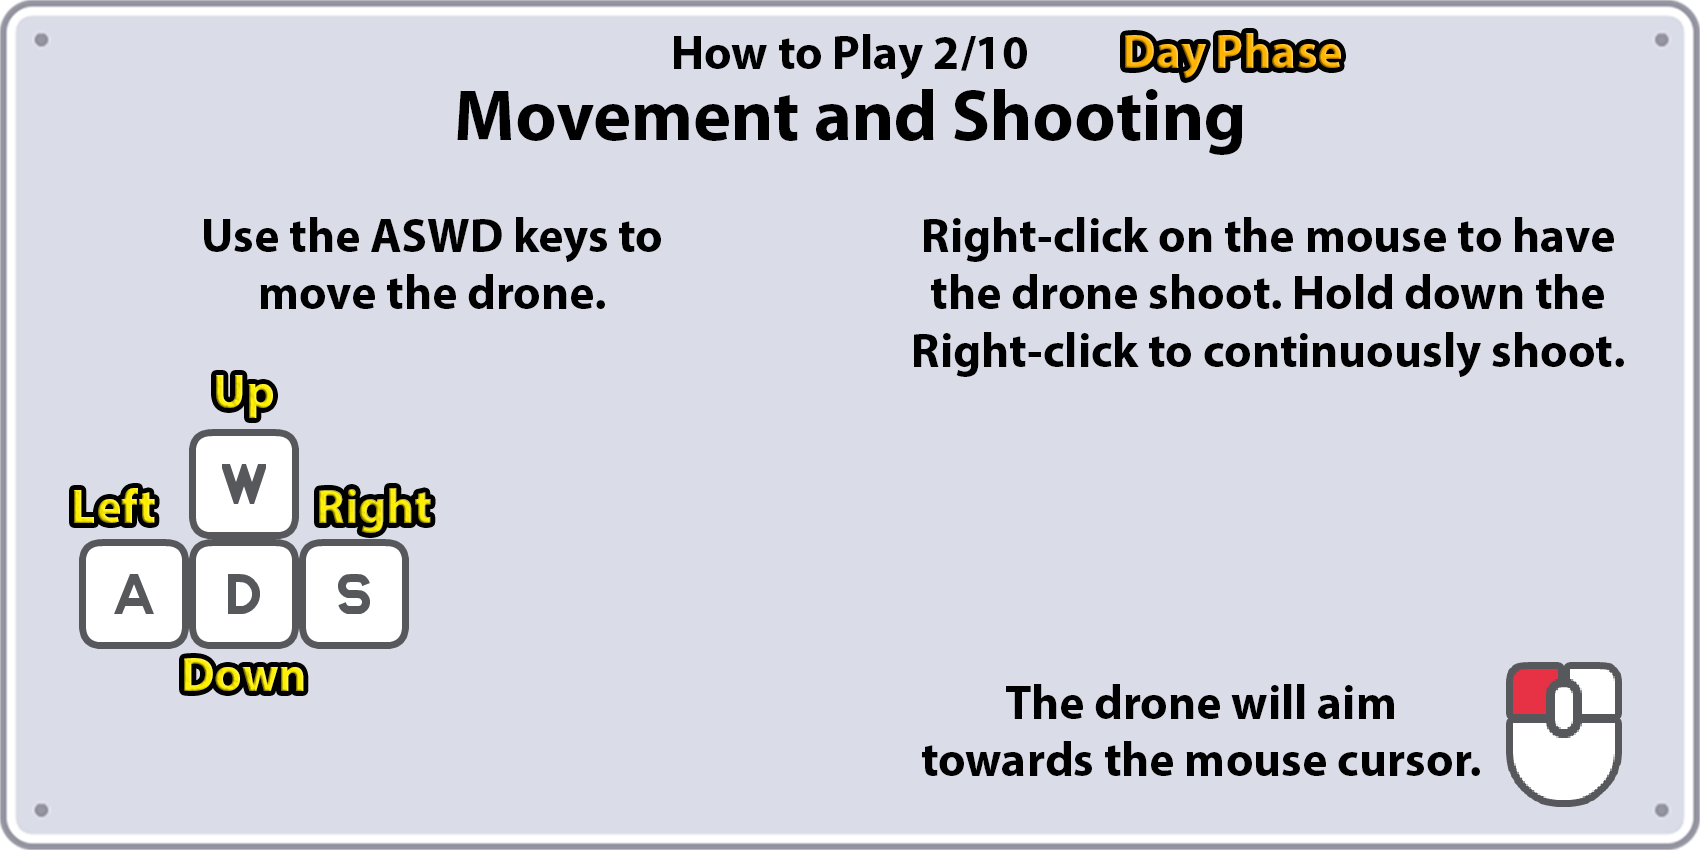 How to Play 2/10
Day Phase
Movement and Shooting
Use the ASWD keys to
move the drone.
Right-click on the mouse to have
the drone shoot. Hold down the
Right-click to continuously shoot.
Up
W
Left
Right
A D S
Down
The drone will aim
towards the mouse cursor.